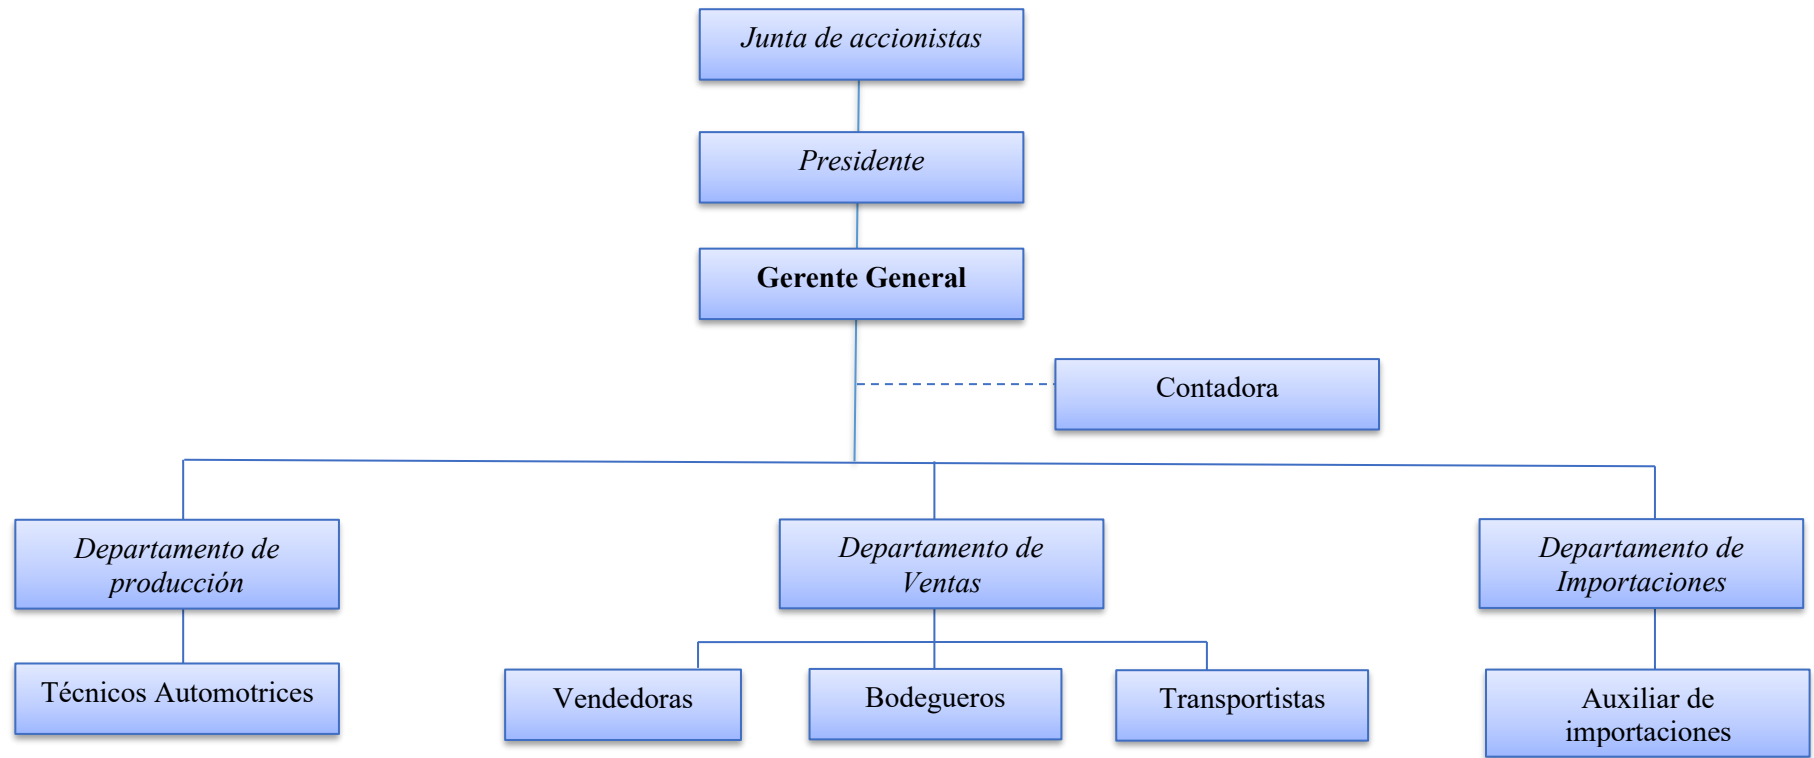 Junta de accionistas
Presidente
Gerente General
Contadora
Departamento de
producción
Departamento de
Ventas
Departamento de
Importaciones
Técnicos Automotrices
Vendedoras
Bodegueros
Transportistas
Auxiliar de
importaciones